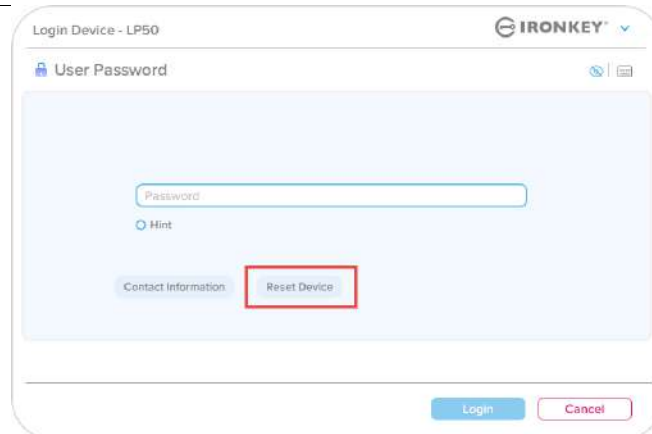 Login Device - LP50
IRONKEY
User Password
Password
Hint
Contact Information
Reset Device
Login
Cancel